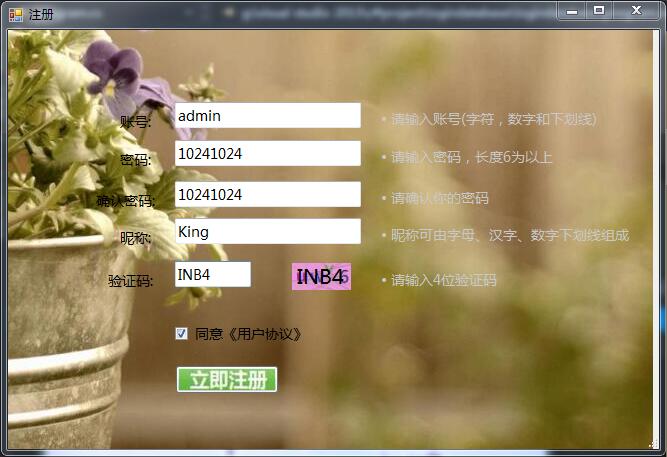 注册
账号: admin • 请输入账号(字符，数字和下划线)
密码: 10241024 • 请输入密码，长度6为以上
确认密码: 10241024 • 请确认你的密码
昵称: King • 昵称可由字母、汉字、数字下划线组成
验证码: INB4 INB4 • 请输入4位验证码
同意《用户协议》
立即注册